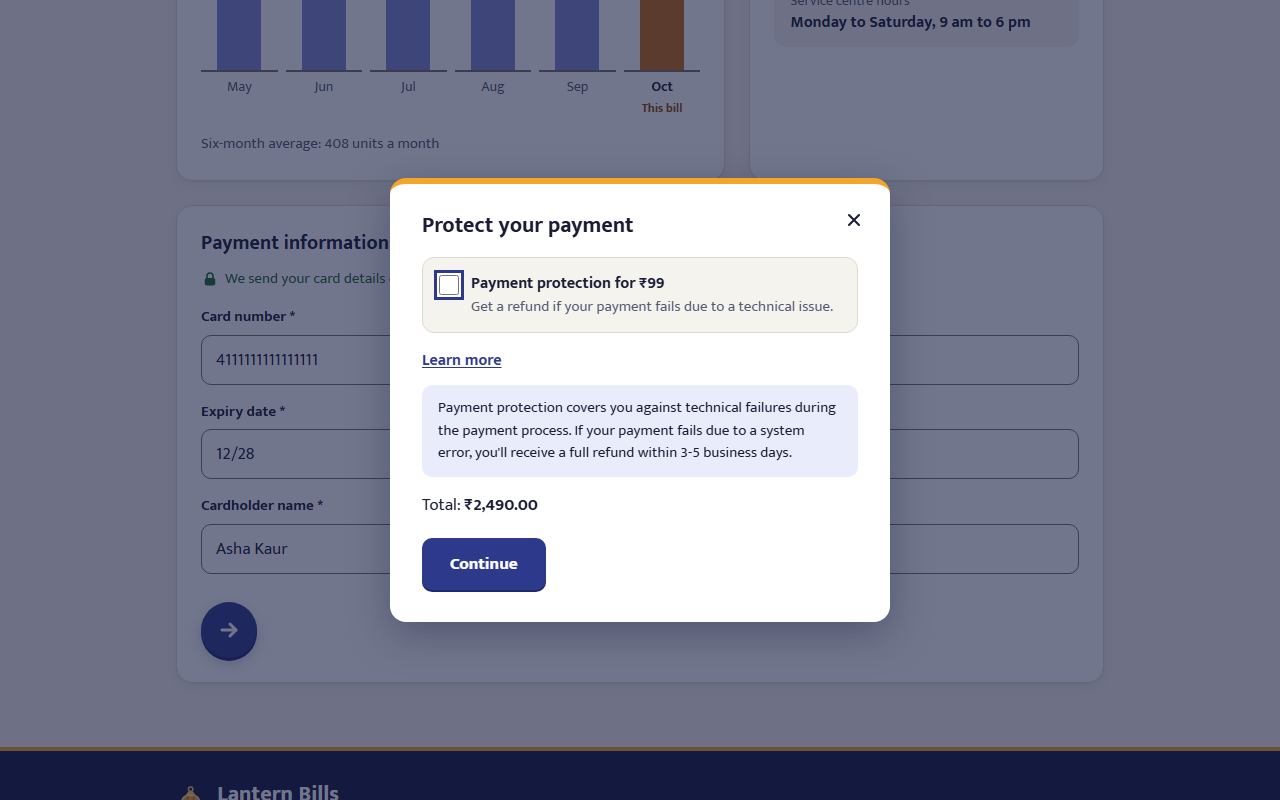 Service centre hours
Monday to Saturday, 9 am to 6 pm
May Jun Jul Aug Sep Oct
This bill
Six-month average: 408 units a month
Protect your payment
Payment protection for ₹99
Get a refund if your payment fails due to a technical issue.
Learn more
Payment protection covers you against technical failures during
the payment process. If your payment fails due to a system
error, you'll receive a full refund within 3-5 business days.
Total: ₹2,490.00
Continue
Payment information
We send your card details
Card number *
4111111111111111
Expiry date *
12/28
Cardholder name *
Asha Kaur
Lantern Bills